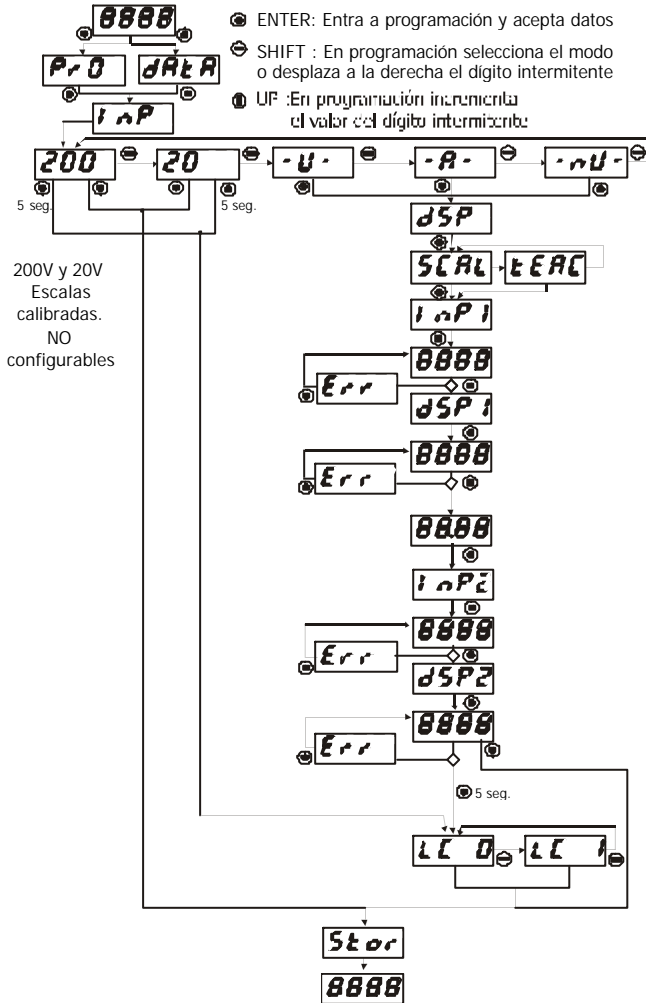 8888
ENTER: Entra a programación y acepta datos
SHIFT : En programación selecciona el modo
o desplaza a la derecha el dígito intermitente
UP :En programación incrementa
el valor del dígito intermitente
Pr0 dAtA
InP
200 20 -U- -A- -nU-
5 seg. 5 seg.
dSP
200V y 20V
Escalas
calibradas.
NO
configurables
SCAL tEAC
InP1
8888
Err
dSP1
8888
Err
88.88
InP2
8888
Err
dSP2
8888
Err
5 seg.
LC 0 LC 1
Stor
8888